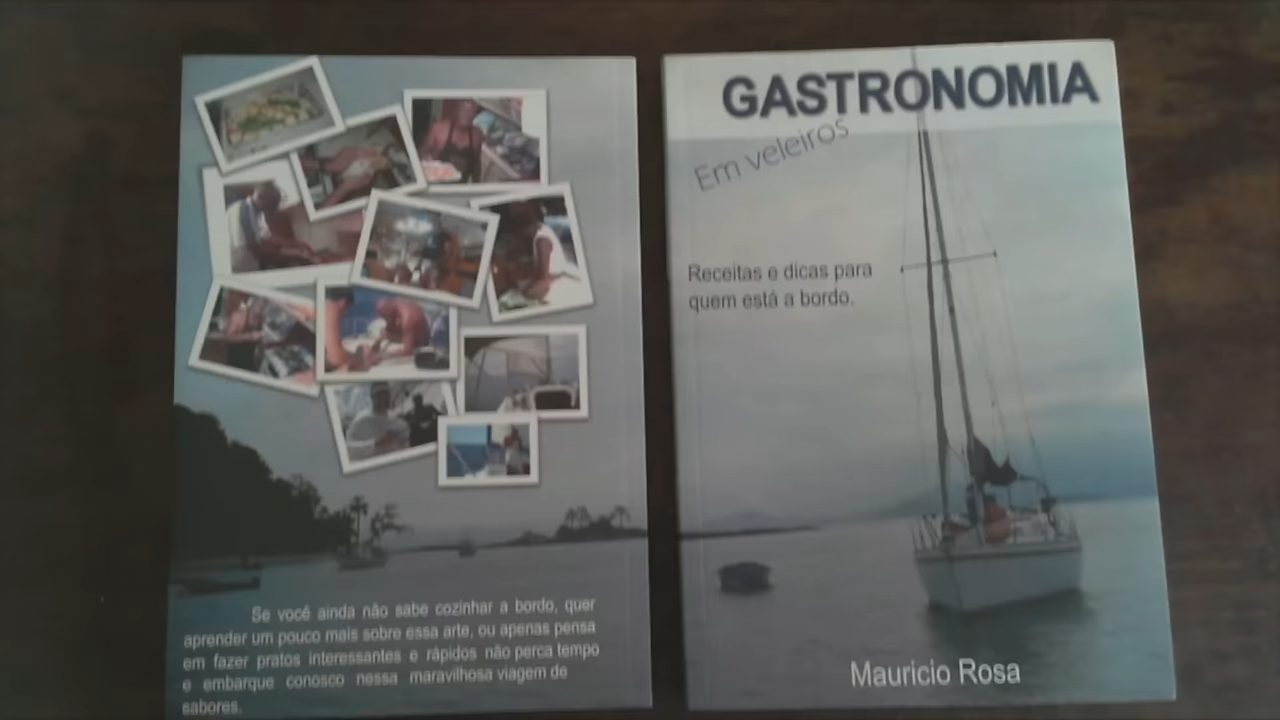 Se você ainda não sabe cozinhar a bordo, quer
aprender um pouco mais sobre essa arte, ou apenas pensa
em fazer pratos interessantes e rápidos não perca tempo
e embarque conosco nessa maravilhosa viagem de
sabores.
GASTRONOMIA
Em veleiros
Receitas e dicas para
quem está a bordo.
Mauricio Rosa